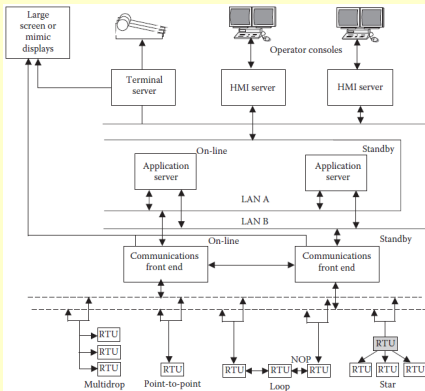 Large
screen or
mimic
displays
Operator consoles
Terminal
server
HMI server
HMI server
On-line
Standby
Application
server
Application
server
LAN A
LAN B
On-line
Standby
Communications
front end
Communications
front end
RTU
RTU
RTU
RTU
RTU
RTU
RTU
NOP
RTU
RTU
RTU
RTU
RTU
Multidrop
Point-to-point
Loop
Star